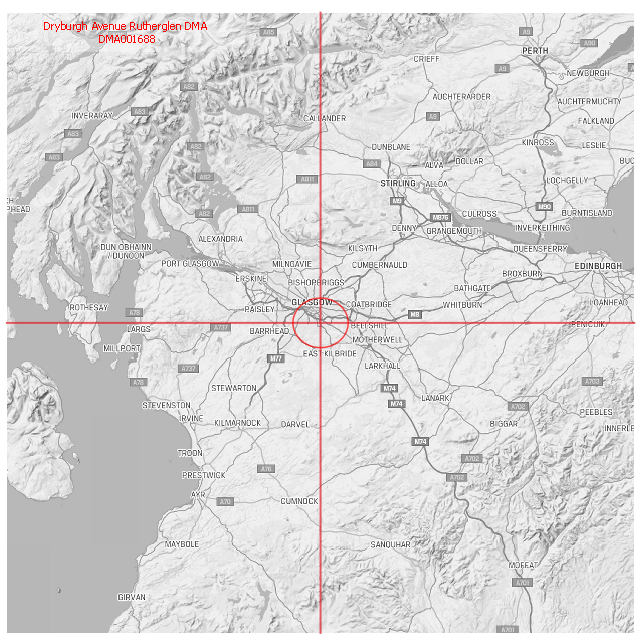 Dryburgh Avenue Rutherglen DMA
DMA001688
A85
A9
PERTH
A90
CRIEFF
A9
NEWBURGH
A82
AUCHTERARDER
AUCHTERMUCHTY
INVERARAY
A83
CALLANDER
A9
FALKLAND
A83
KINROSS
LESLIE
A82
DUNBLANE
A83
A84
ALVA
DOLLAR
A82
A811
STIRLING
ALLOA
LOCHGELLY
PHEAD
A82
A811
M9
M876
CULROSS
M90
BURNTISLAND
DENNY
GRANGEMOUTH
INVERKEITHING
ALEXANDRIA
DUN OBHAINN
/ DUNOON
KILSYTH
QUEENSFERRY
PORT GLASGOW
MILNGAVIE
CUMBERNAULD
EDINBURGH
ERSKINE
BISHOPBRIGGS
BATHGATE
BROXBURN
ROTHESAY
PAISLEY
GLASGOW
COATBRIDGE
WHITBURN
LOANHEAD
A78
M8
LARGS
A737
BARRHEAD
BELLSHILL
PENICUIK
MOTHERWELL
MILLPORT
M77
EAST KILBRIDE
A737
LARKHALL
A78
STEWARTON
M74
A703
LANARK
STEVENSTON
M74
A702
PEEBLES
IRVINE
KILMARNOCK
DARVEL
BIGGAR
INNERLE
M74
TROON
A702
PRESTWICK
A76
A702
AYR
A70
CUMNOCK
MAYBOLE
SANQUHAR
MOFFAT
A701
GIRVAN
A701